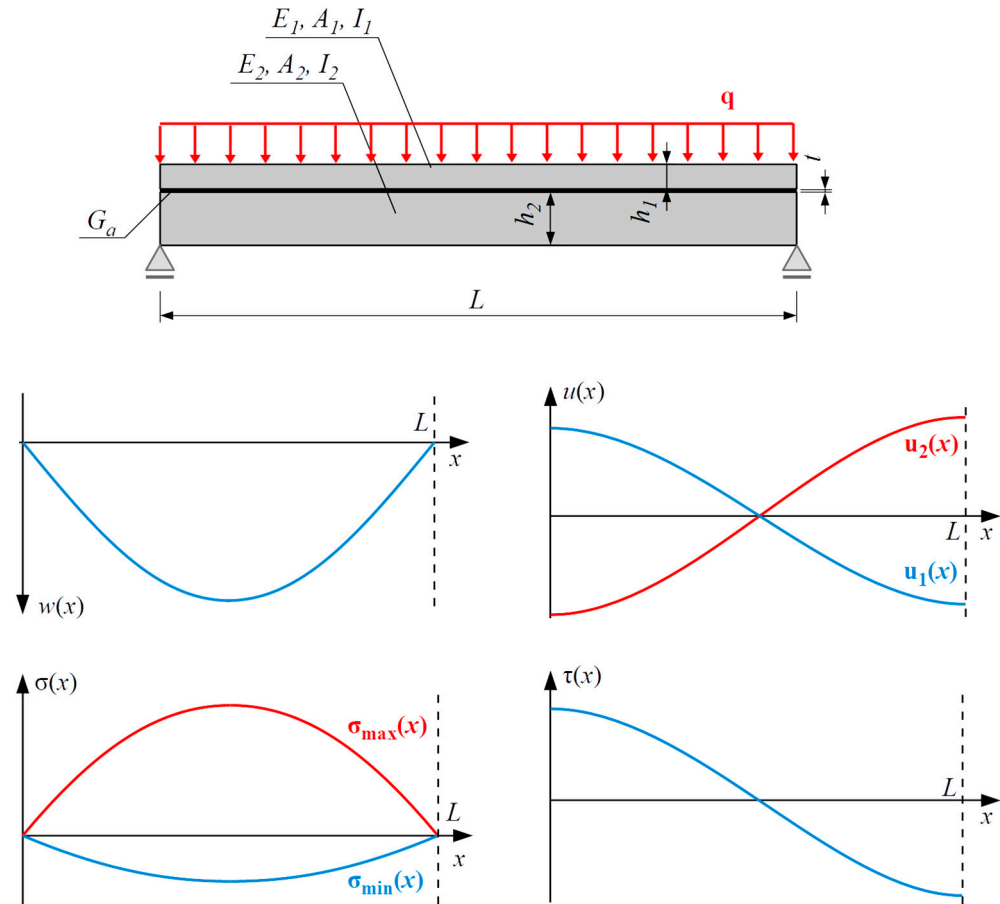 E₁, A₁, I₁
E₂, A₂, I₂
q
t
Gₐ
h₂
h₁
L
L
x
w(x)
u(x)
u₂(x)
L
x
u₁(x)
σ(x)
σₘₐₓ(x)
L
x
σₘᵢₙ(x)
τ(x)
L
x